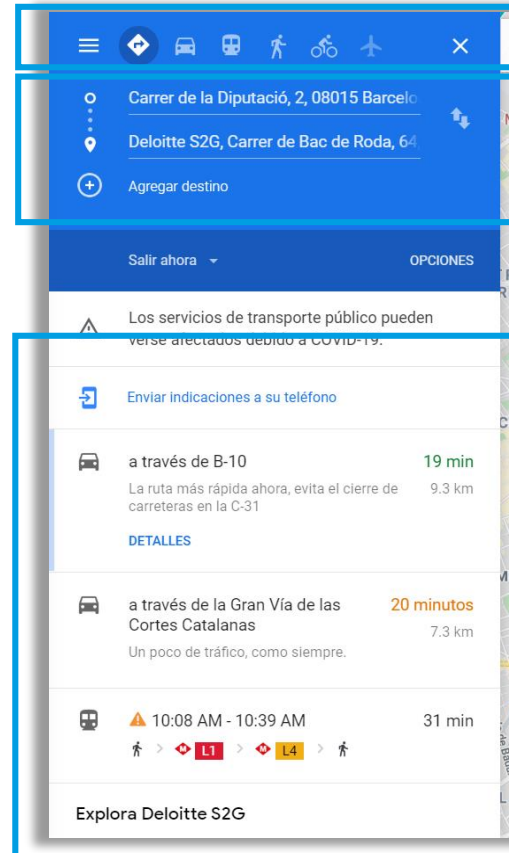 Carrer de la Diputació, 2, 08015 Barcelo
Deloitte S2G, Carrer de Bac de Roda, 64
Agregar destino
Salir ahora OPCIONES
Los servicios de transporte público pueden
verse afectados debido a COVID-19.
Enviar indicaciones a su teléfono
a través de B-10 19 min
La ruta más rápida ahora, evita el cierre de 9.3 km
carreteras en la C-31
DETALLES
a través de la Gran Vía de las 20 minutos
Cortes Catalanas 7.3 km
Un poco de tráfico, como siempre.
10:08 AM - 10:39 AM 31 min
L1 L4
Explora Deloitte S2G